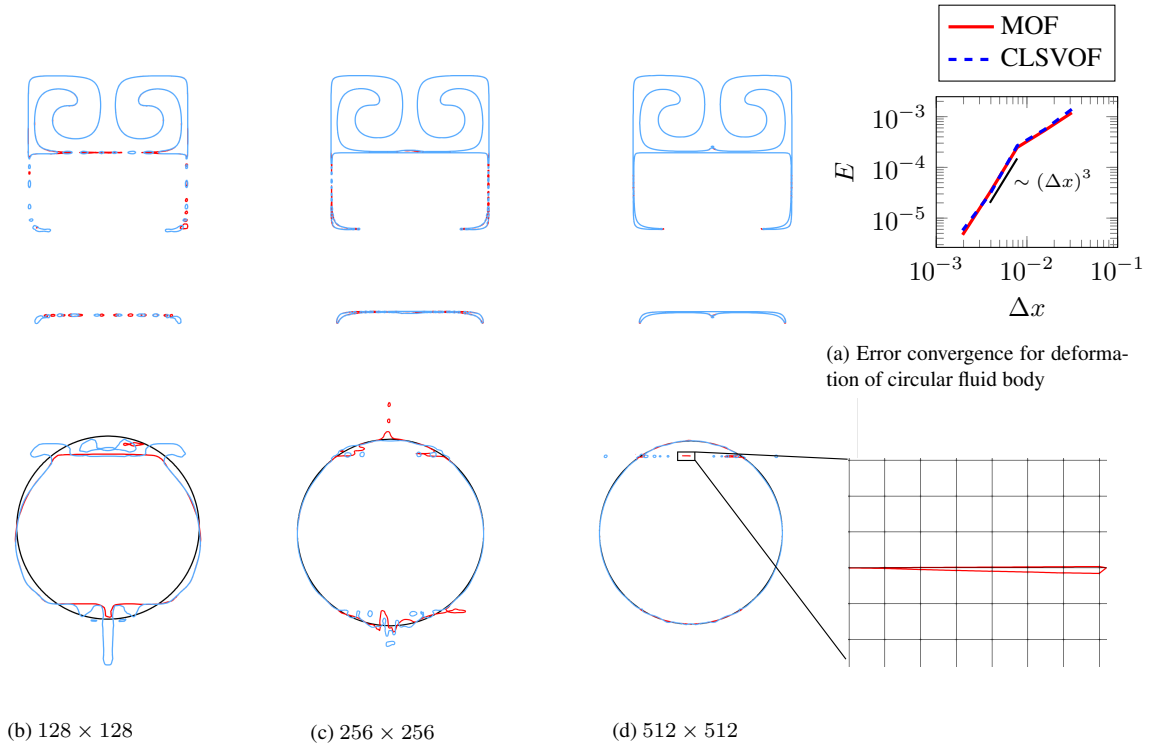 MOF
CLSVOF
10^{-3}
10^{-4}
10^{-5}
E
∼ (Δx)^3
10^{-3}
10^{-2}
10^{-1}
Δx
(a) Error convergence for deforma-
tion of circular fluid body
(b) 128 × 128
(c) 256 × 256
(d) 512 × 512